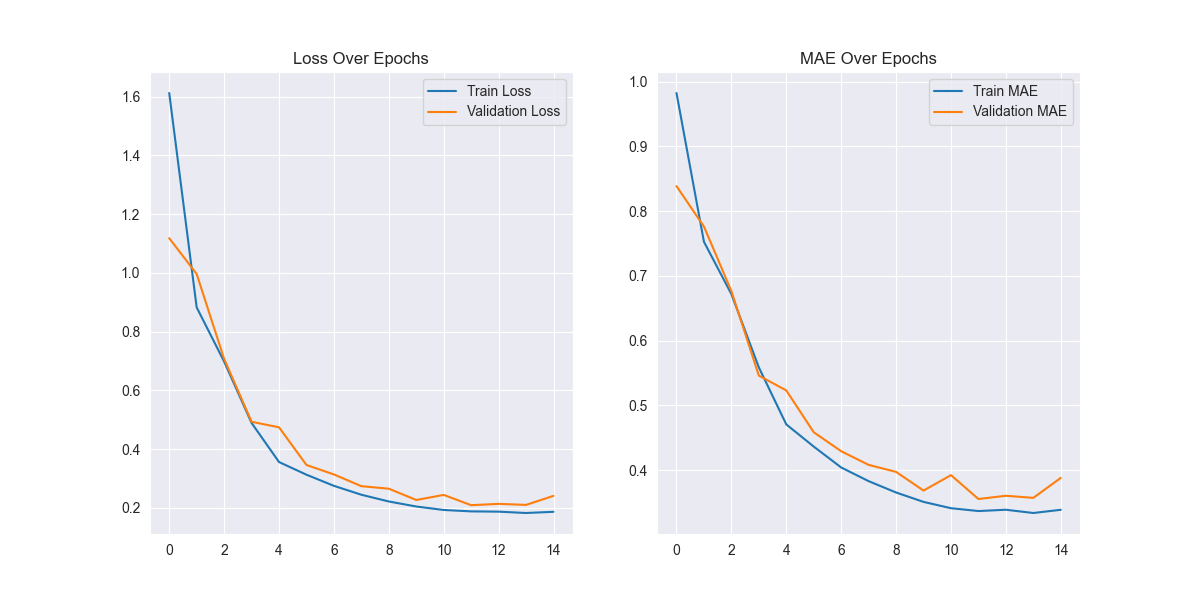 Loss Over Epochs
Train Loss
Validation Loss
1.6
1.4
1.2
1.0
0.8
0.6
0.4
0.2
0 2 4 6 8 10 12 14
MAE Over Epochs
Train MAE
Validation MAE
1.0
0.9
0.8
0.7
0.6
0.5
0.4
0 2 4 6 8 10 12 14